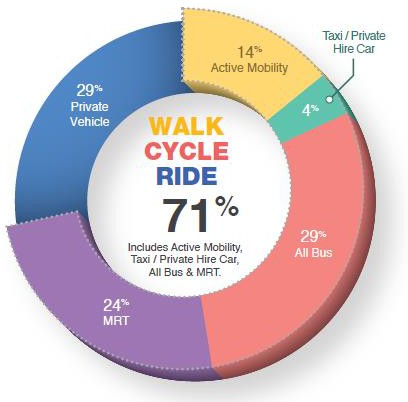 Taxi / Private
Hire Car
14%
Active Mobility
4%
29%
Private
Vehicle
WALK
CYCLE
RIDE
71%
Includes Active Mobility,
Taxi / Private Hire Car,
All Bus & MRT.
29%
All Bus
24%
MRT